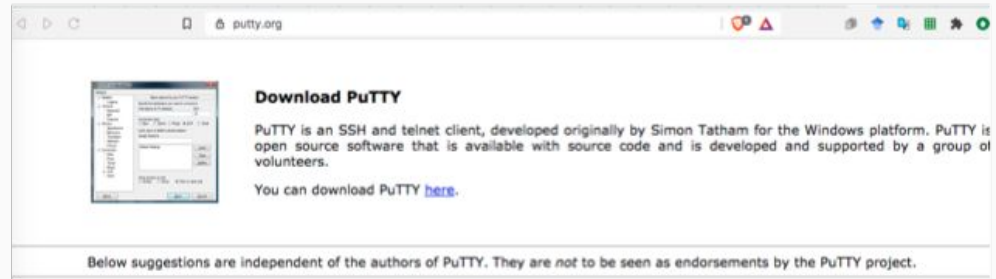 putty.org
Download PuTTY
PuTTY is an SSH and telnet client, developed originally by Simon Tatham for the Windows platform. PuTTY is
open source software that is available with source code and is developed and supported by a group of
volunteers.
You can download PuTTY here.
Below suggestions are independent of the authors of PuTTY. They are not to be seen as endorsements by the PuTTY project.